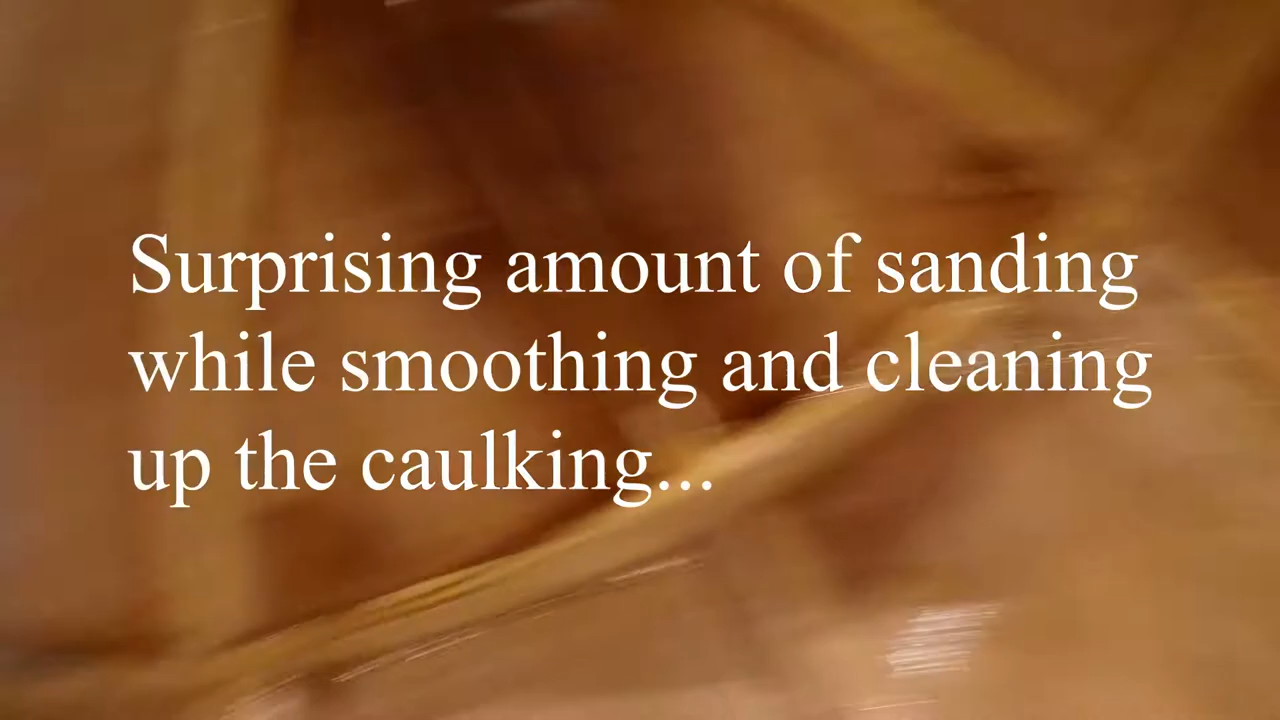 Surprising amount of sanding
while smoothing and cleaning
up the caulking...